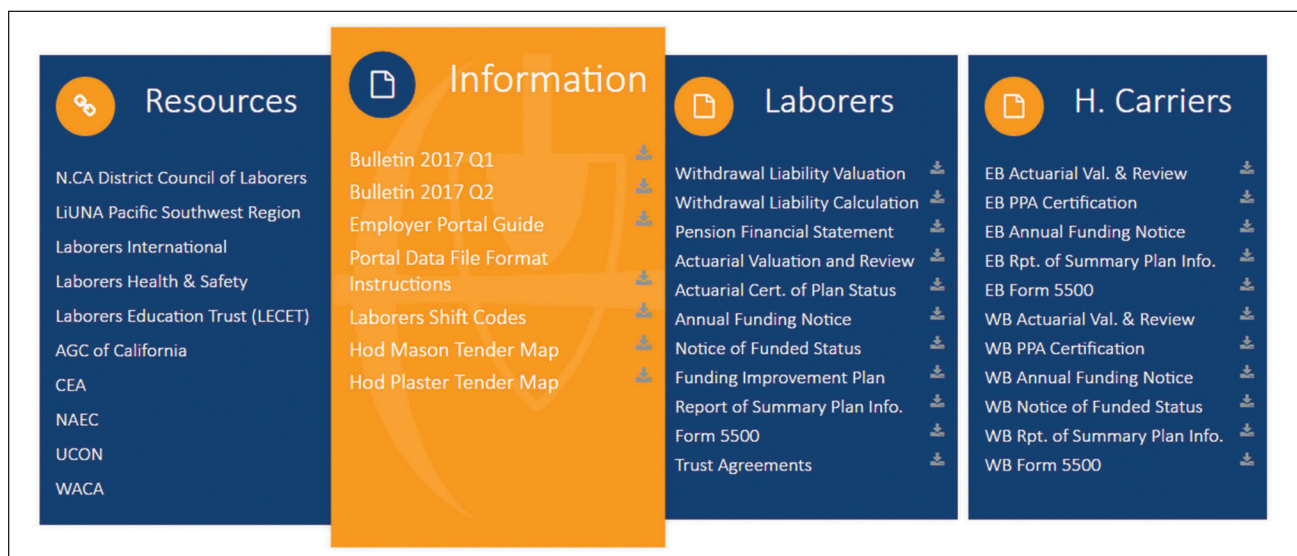 Resources
N.CA District Council of Laborers
LiUNA Pacific Southwest Region
Laborers International
Laborers Health & Safety
Laborers Education Trust (LECET)
AGC of California
CEA
NAEC
UCON
WACA
Information
Bulletin 2017 Q1
Bulletin 2017 Q2
Employer Portal Guide
Portal Data File Format
Instructions
Laborers Shift Codes
Hod Mason Tender Map
Hod Plaster Tender Map
Laborers
Withdrawal Liability Valuation
Withdrawal Liability Calculation
Pension Financial Statement
Actuarial Valuation and Review
Actuarial Cert. of Plan Status
Annual Funding Notice
Notice of Funded Status
Funding Improvement Plan
Report of Summary Plan Info.
Form 5500
Trust Agreements
H. Carriers
EB Actuarial Val. & Review
EB PPA Certification
EB Annual Funding Notice
EB Rpt. of Summary Plan Info.
EB Form 5500
WB Actuarial Val. & Review
WB PPA Certification
WB Annual Funding Notice
WB Notice of Funded Status
WB Rpt. of Summary Plan Info.
WB Form 5500